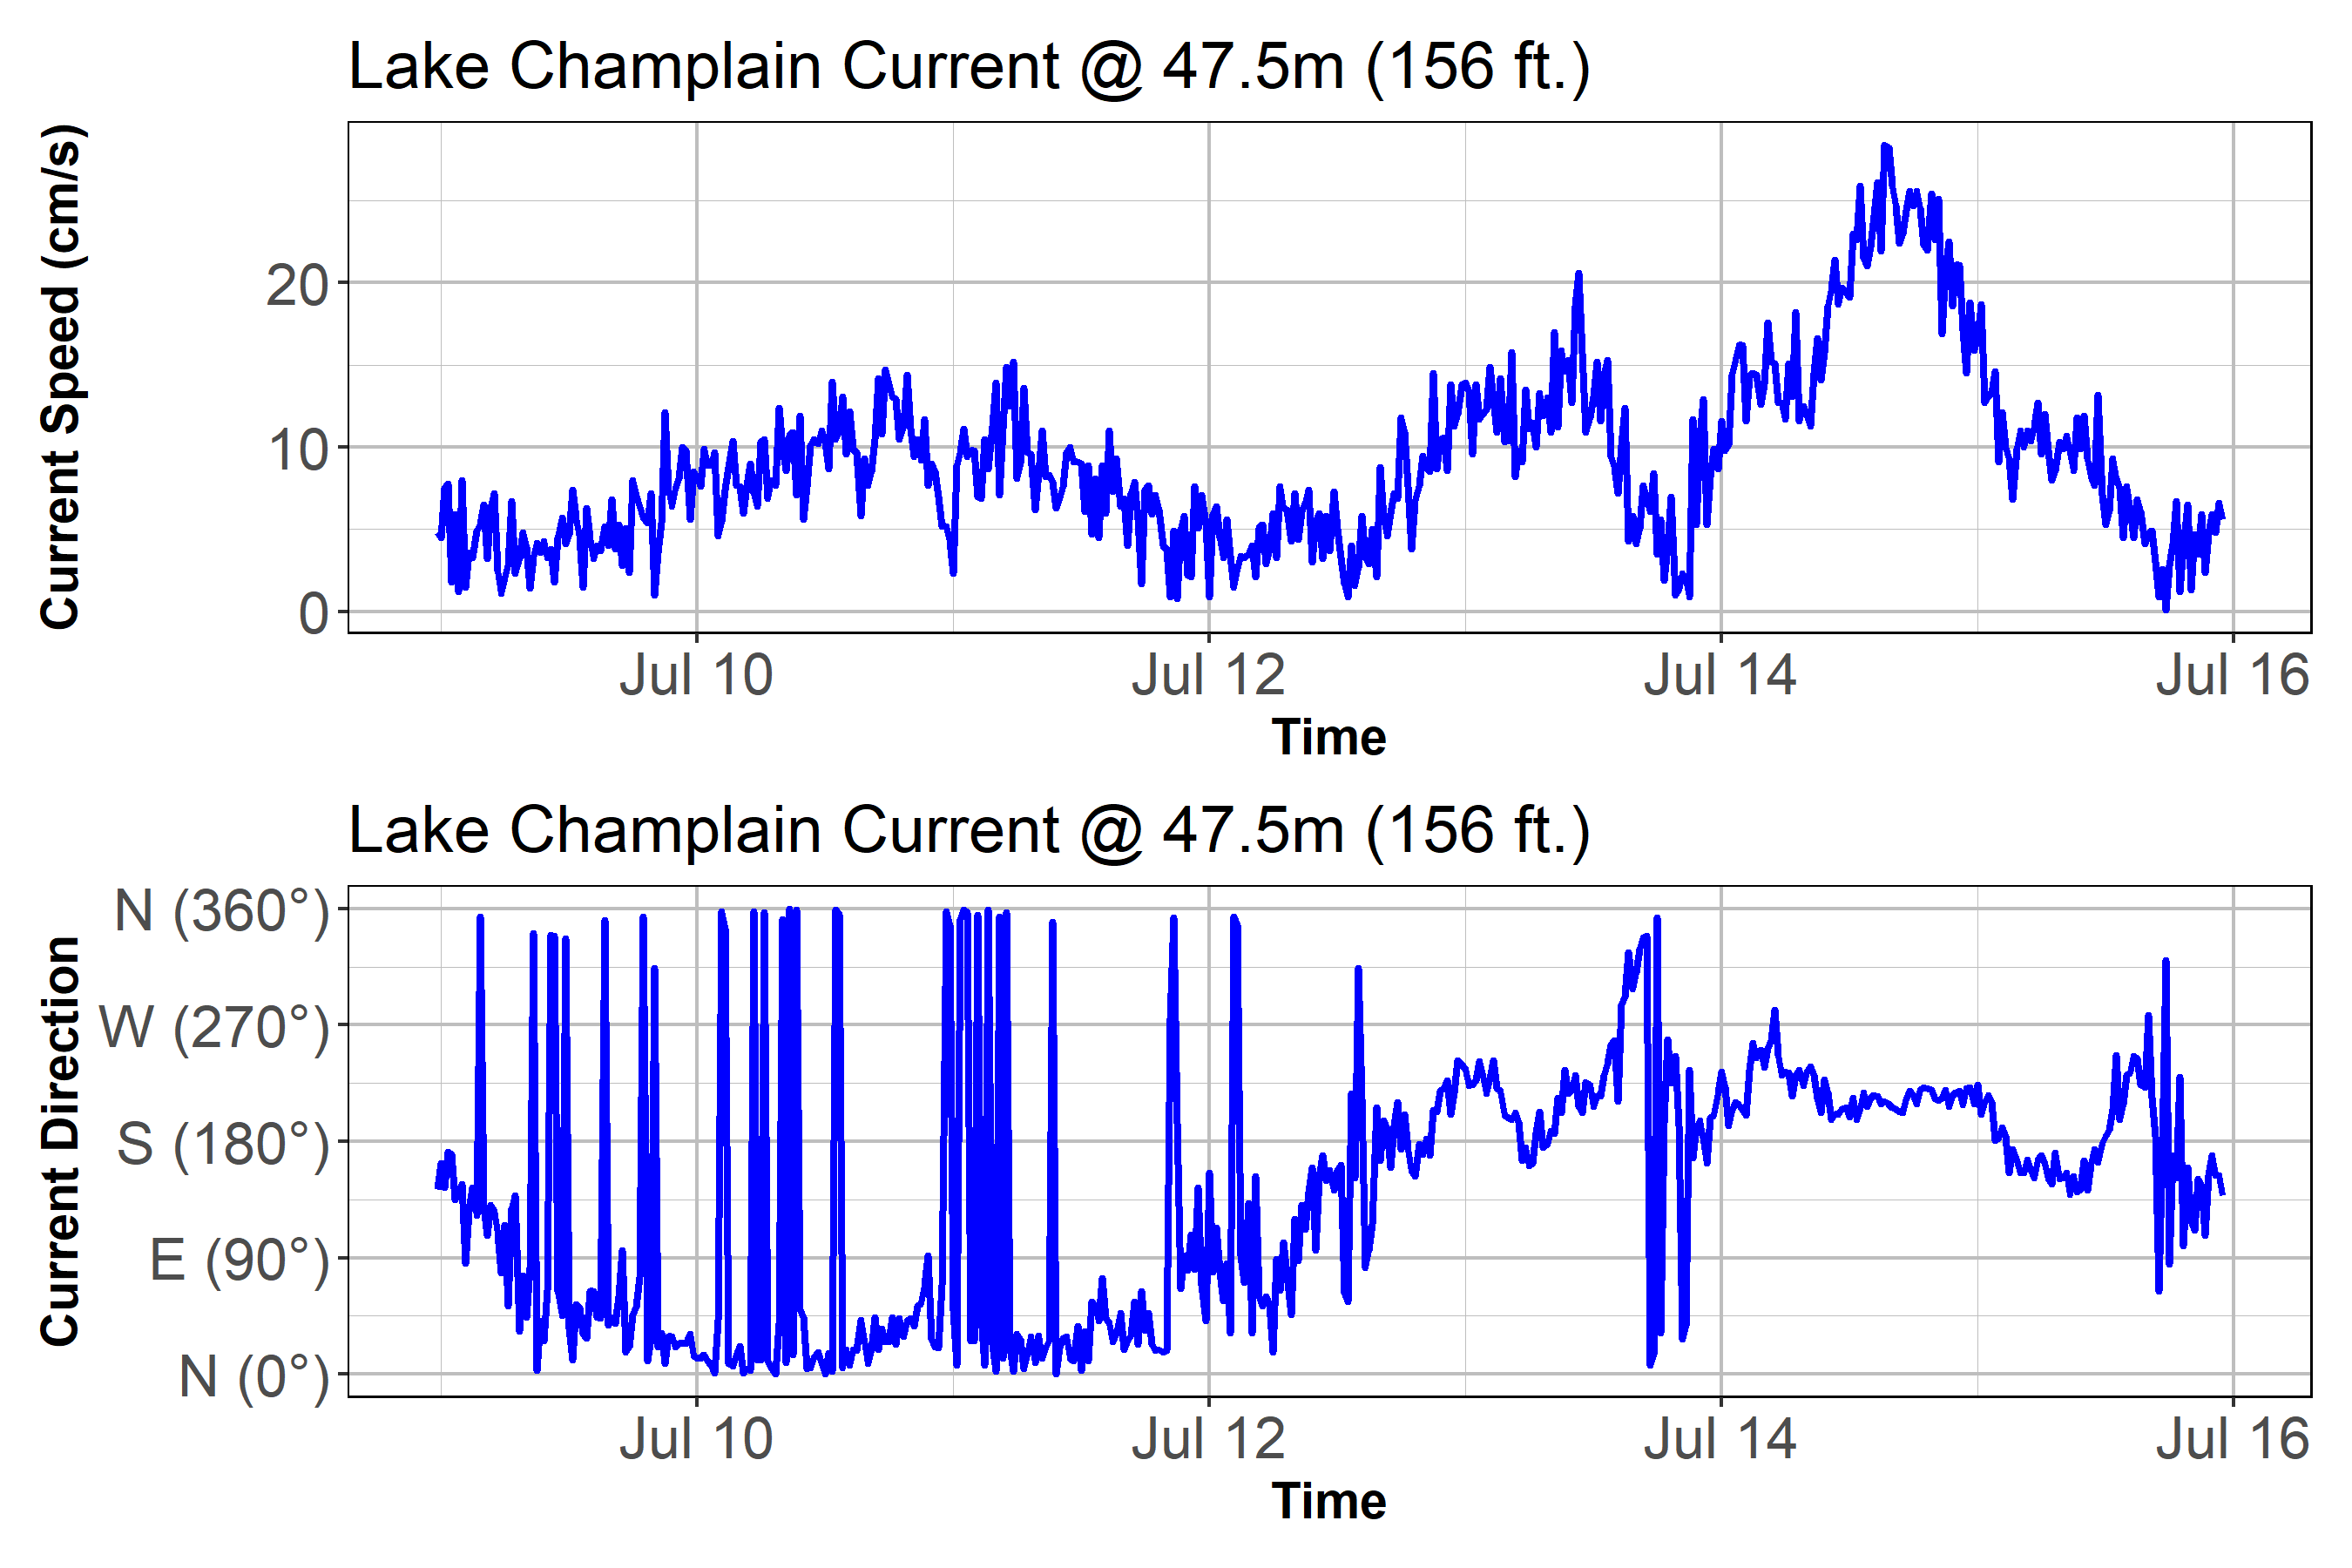 Lake Champlain Current @ 47.5m (156 ft.)
Current Speed (cm/s)
20
10
0
Jul 10 Jul 12 Jul 14 Jul 16
Time
Lake Champlain Current @ 47.5m (156 ft.)
Current Direction
N (360°)
W (270°)
S (180°)
E (90°)
N (0°)
Jul 10 Jul 12 Jul 14 Jul 16
Time